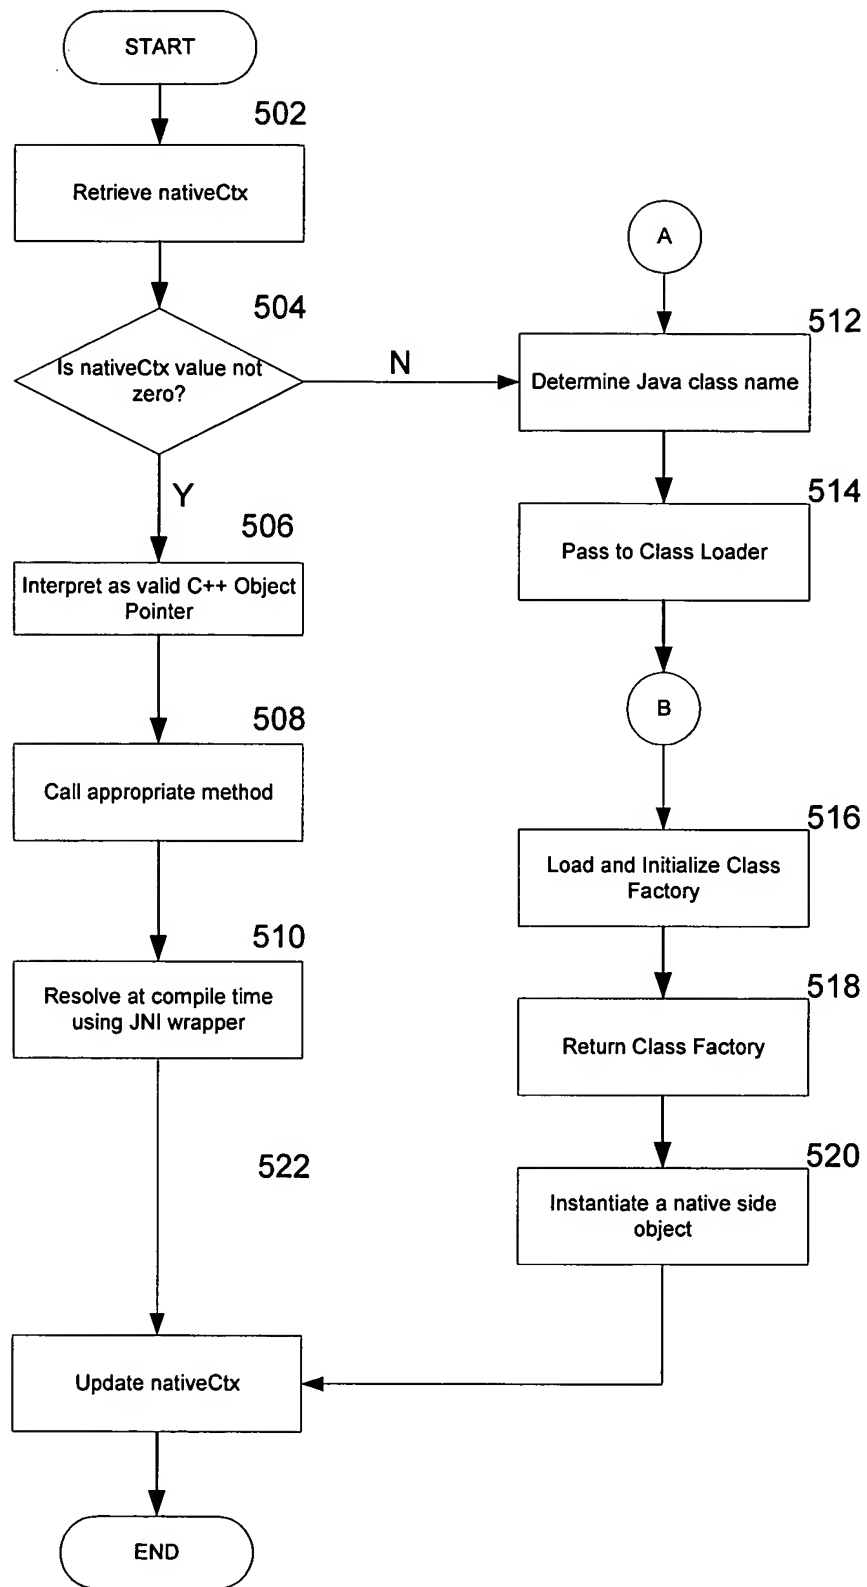 START
502
Retrieve nativeCtx
504
Is nativeCtx value not
zero?
N
Y
506
Interpret as valid C++ Object
Pointer
508
Call appropriate method
510
Resolve at compile time
using JNI wrapper
522
Update nativeCtx
END
A
512
Determine Java class name
514
Pass to Class Loader
B
516
Load and Initialize Class
Factory
518
Return Class Factory
520
Instantiate a native side
object